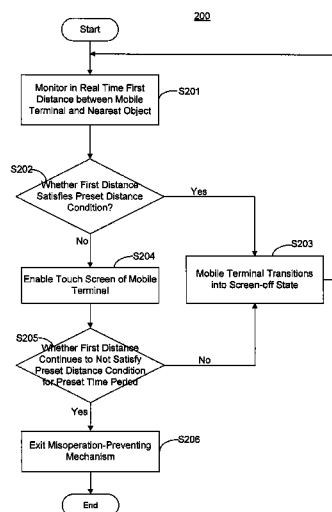 200
Start
Monitor in Real Time First
Distance between Mobile
Terminal and Nearest Object
S201
S202
Whether First Distance
Satisfies Preset Distance
Condition?
Yes
No
S203
Mobile Terminal Transitions
into Screen-off State
S204
Enable Touch Screen of Mobile
Terminal
S205
Whether First Distance
Continues to Not Satisfy
Preset Distance Condition
for Preset Time Period
No
Yes
S206
Exit Misoperation-Preventing
Mechanism
End